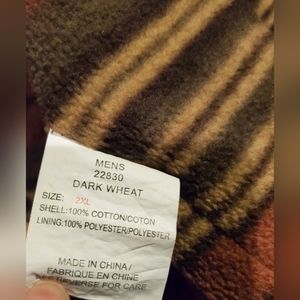 MENS
22830
DARK WHEAT
SIZE: 2XL
SHELL:100% COTTON/COTON
LINING:100% POLYESTER/POLYESTER
MADE IN CHINA/
FABRIQUE EN CHINE
REVERSE FOR CARE